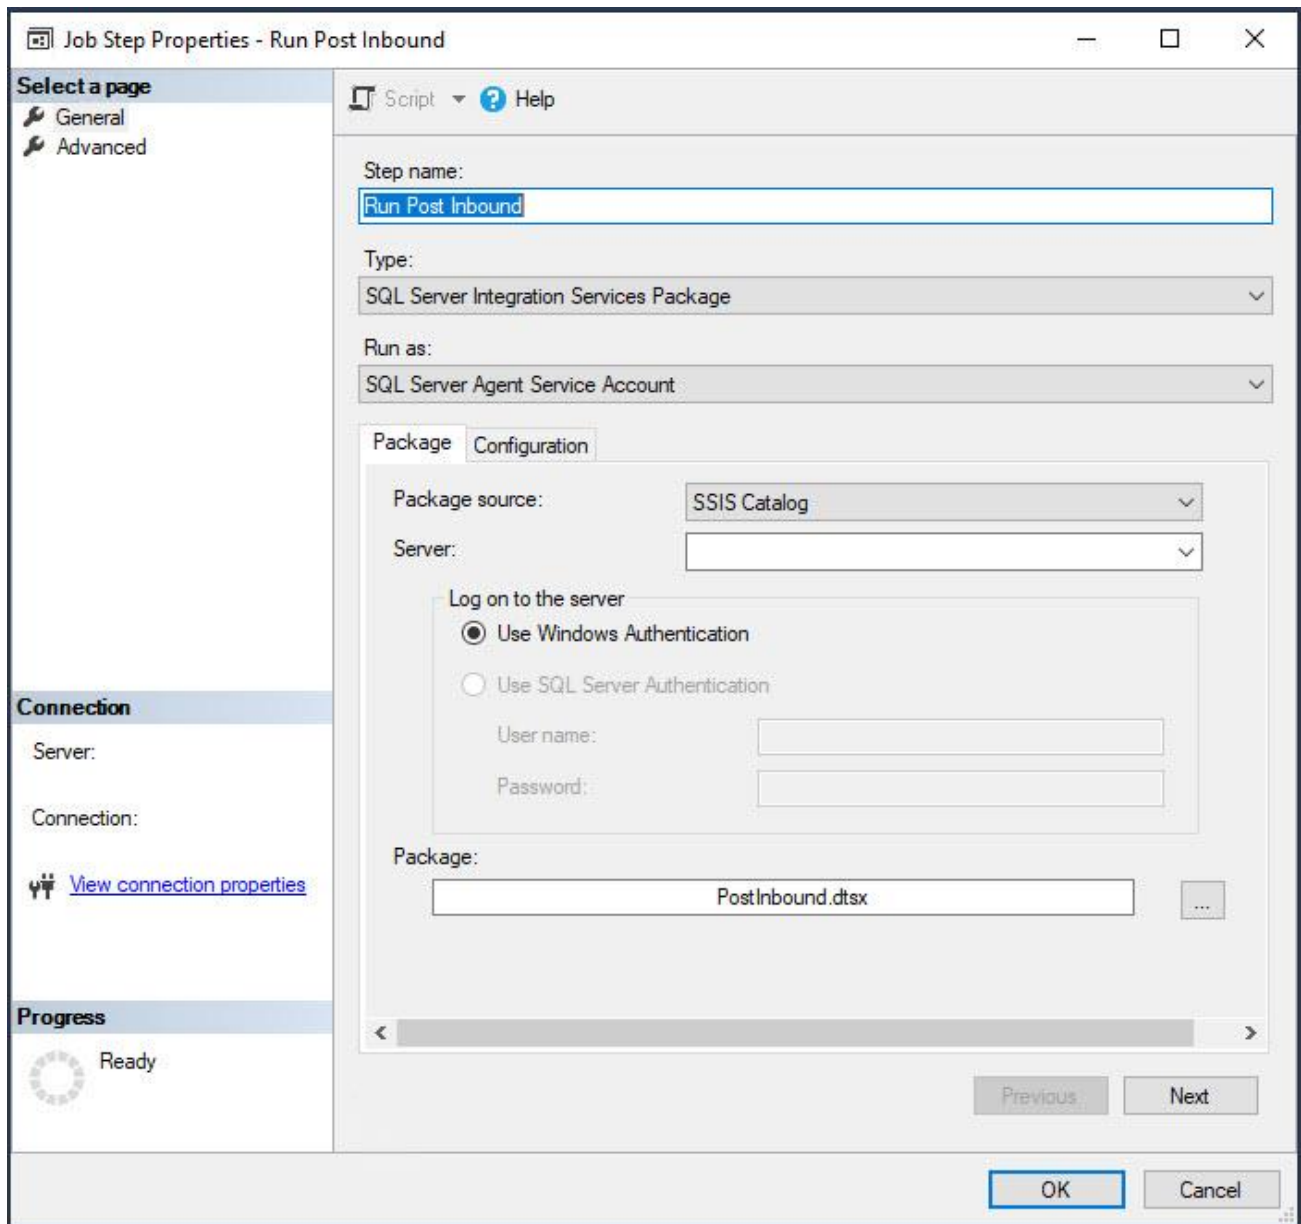 Job Step Properties - Run Post Inbound
Select a page
General
Advanced
Script
Help
Step name:
Run Post Inbound
Type:
SQL Server Integration Services Package
Run as:
SQL Server Agent Service Account
Package
Configuration
Package source:
SSIS Catalog
Server:
Log on to the server
Use Windows Authentication
Use SQL Server Authentication
User name:
Password:
Package:
PostInbound.dtsx
...
Connection
Server:
Connection:
View connection properties
Progress
Ready
Previous
Next
OK
Cancel